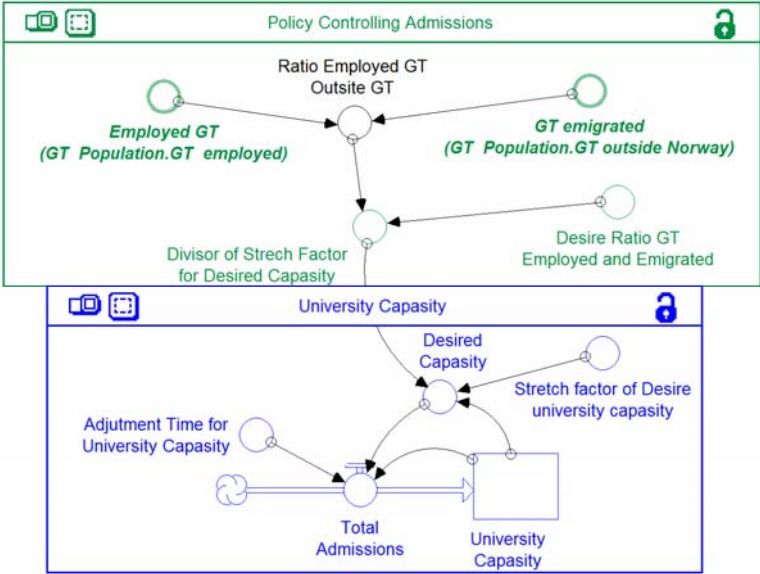 Policy Controlling Admissions
Ratio Employed GT
Outsite GT
Employed GT
(GT Population.GT employed)
GT emigrated
(GT Population.GT outside Norway)
Divisor of Strech Factor
for Desired Capasity
Desire Ratio GT
Employed and Emigrated
University Capasity
Desired
Capasity
Stretch factor of Desire
university capasity
Adjutment Time for
University Capasity
Total
Admissions
University
Capasity